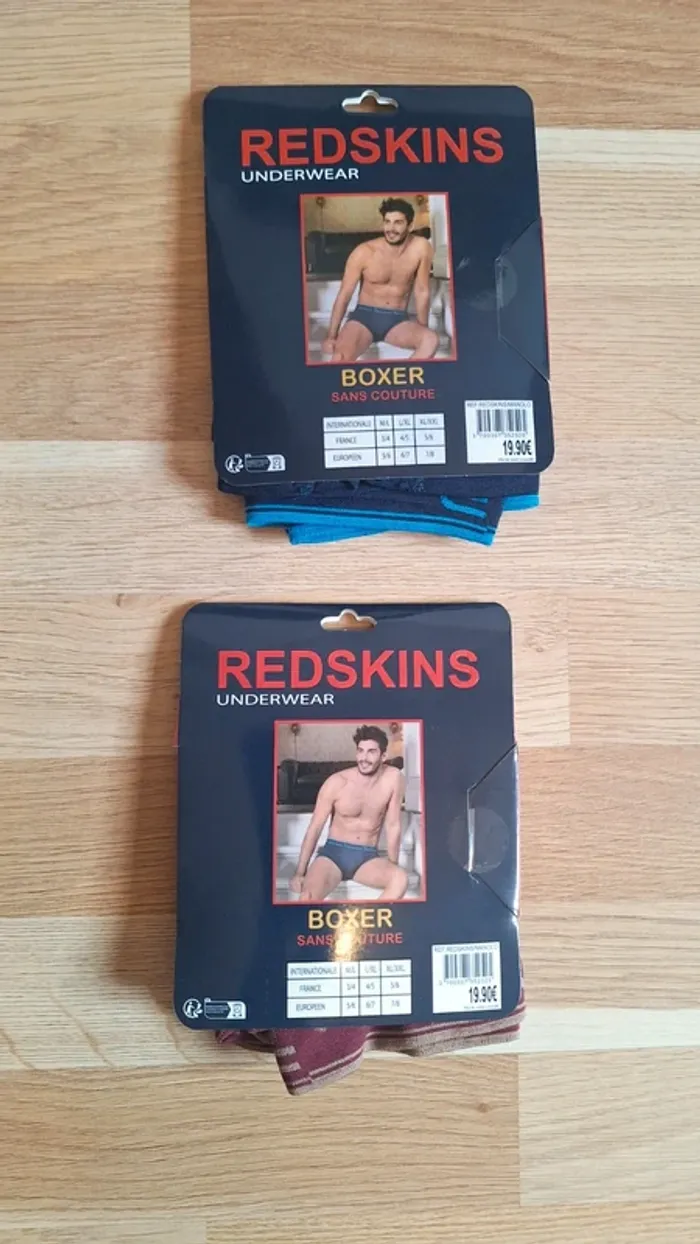 REDSKINS
UNDERWEAR
BOXER
SANS COUTURE
INTERNATIONALE M/L L/XL XL/XXL
FRANCE 3/4 4/5 5/6
EUROPEEN 5/6 6/7 7/8
19.90€
REDSKINS
UNDERWEAR
BOXER
SANS COUTURE
INTERNATIONALE M/L L/XL XL/XXL
FRANCE 3/4 4/5 5/6
EUROPEEN 5/6 6/7 7/8
19.90€